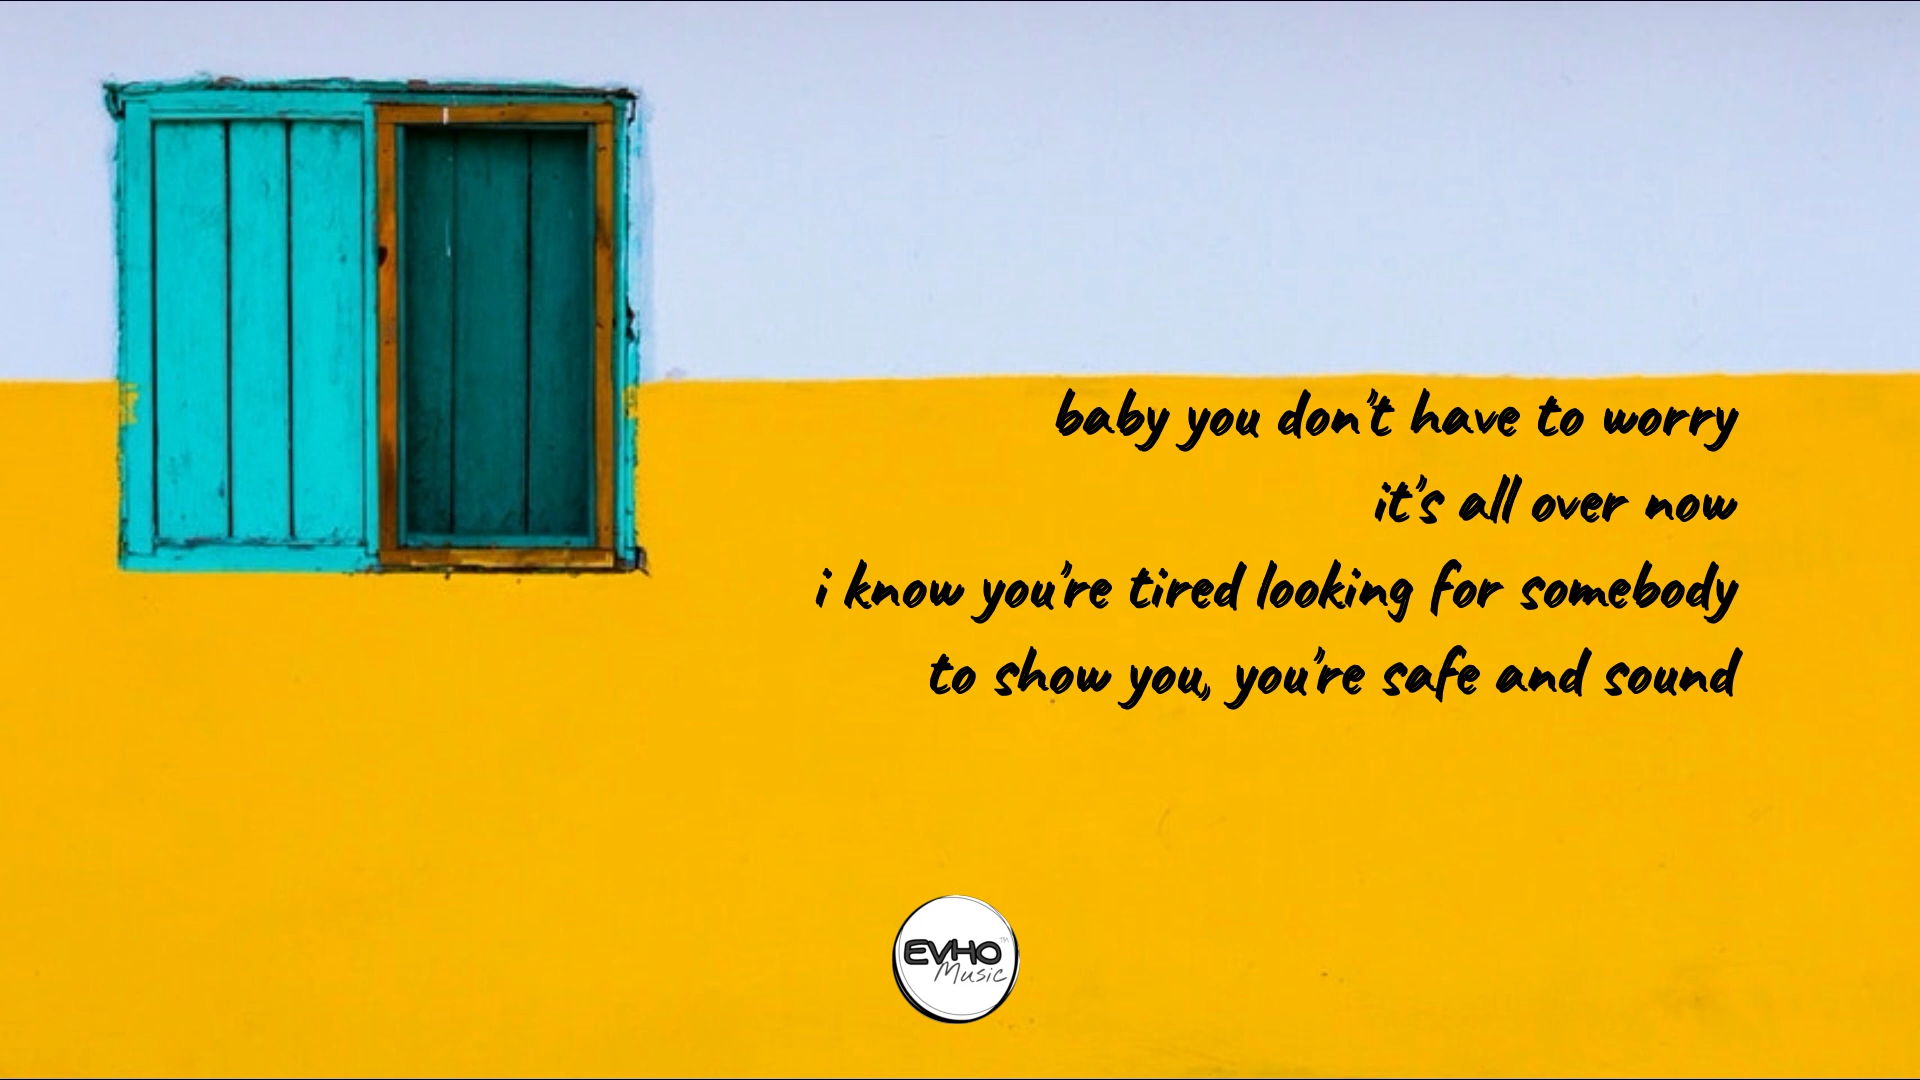 baby you don't have to worry
it's all over now
i know you're tired looking for somebody
to show you, you're safe and sound
EVHO™
Music